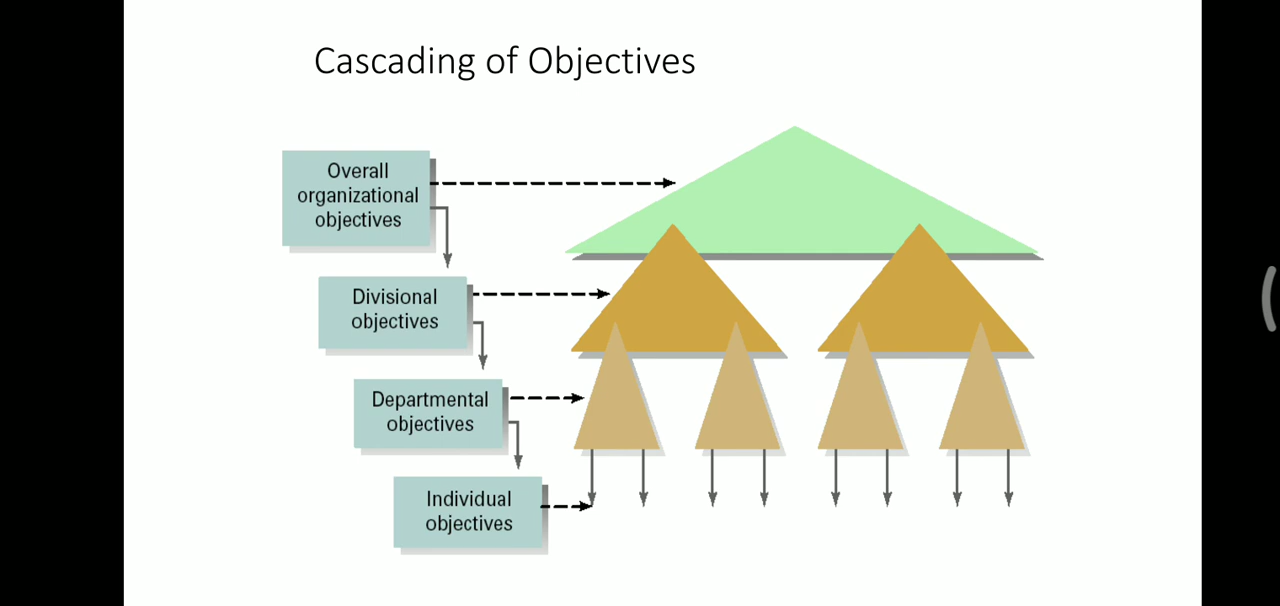 Cascading of Objectives
Overall
organizational
objectives
Divisional
objectives
Departmental
objectives
Individual
objectives